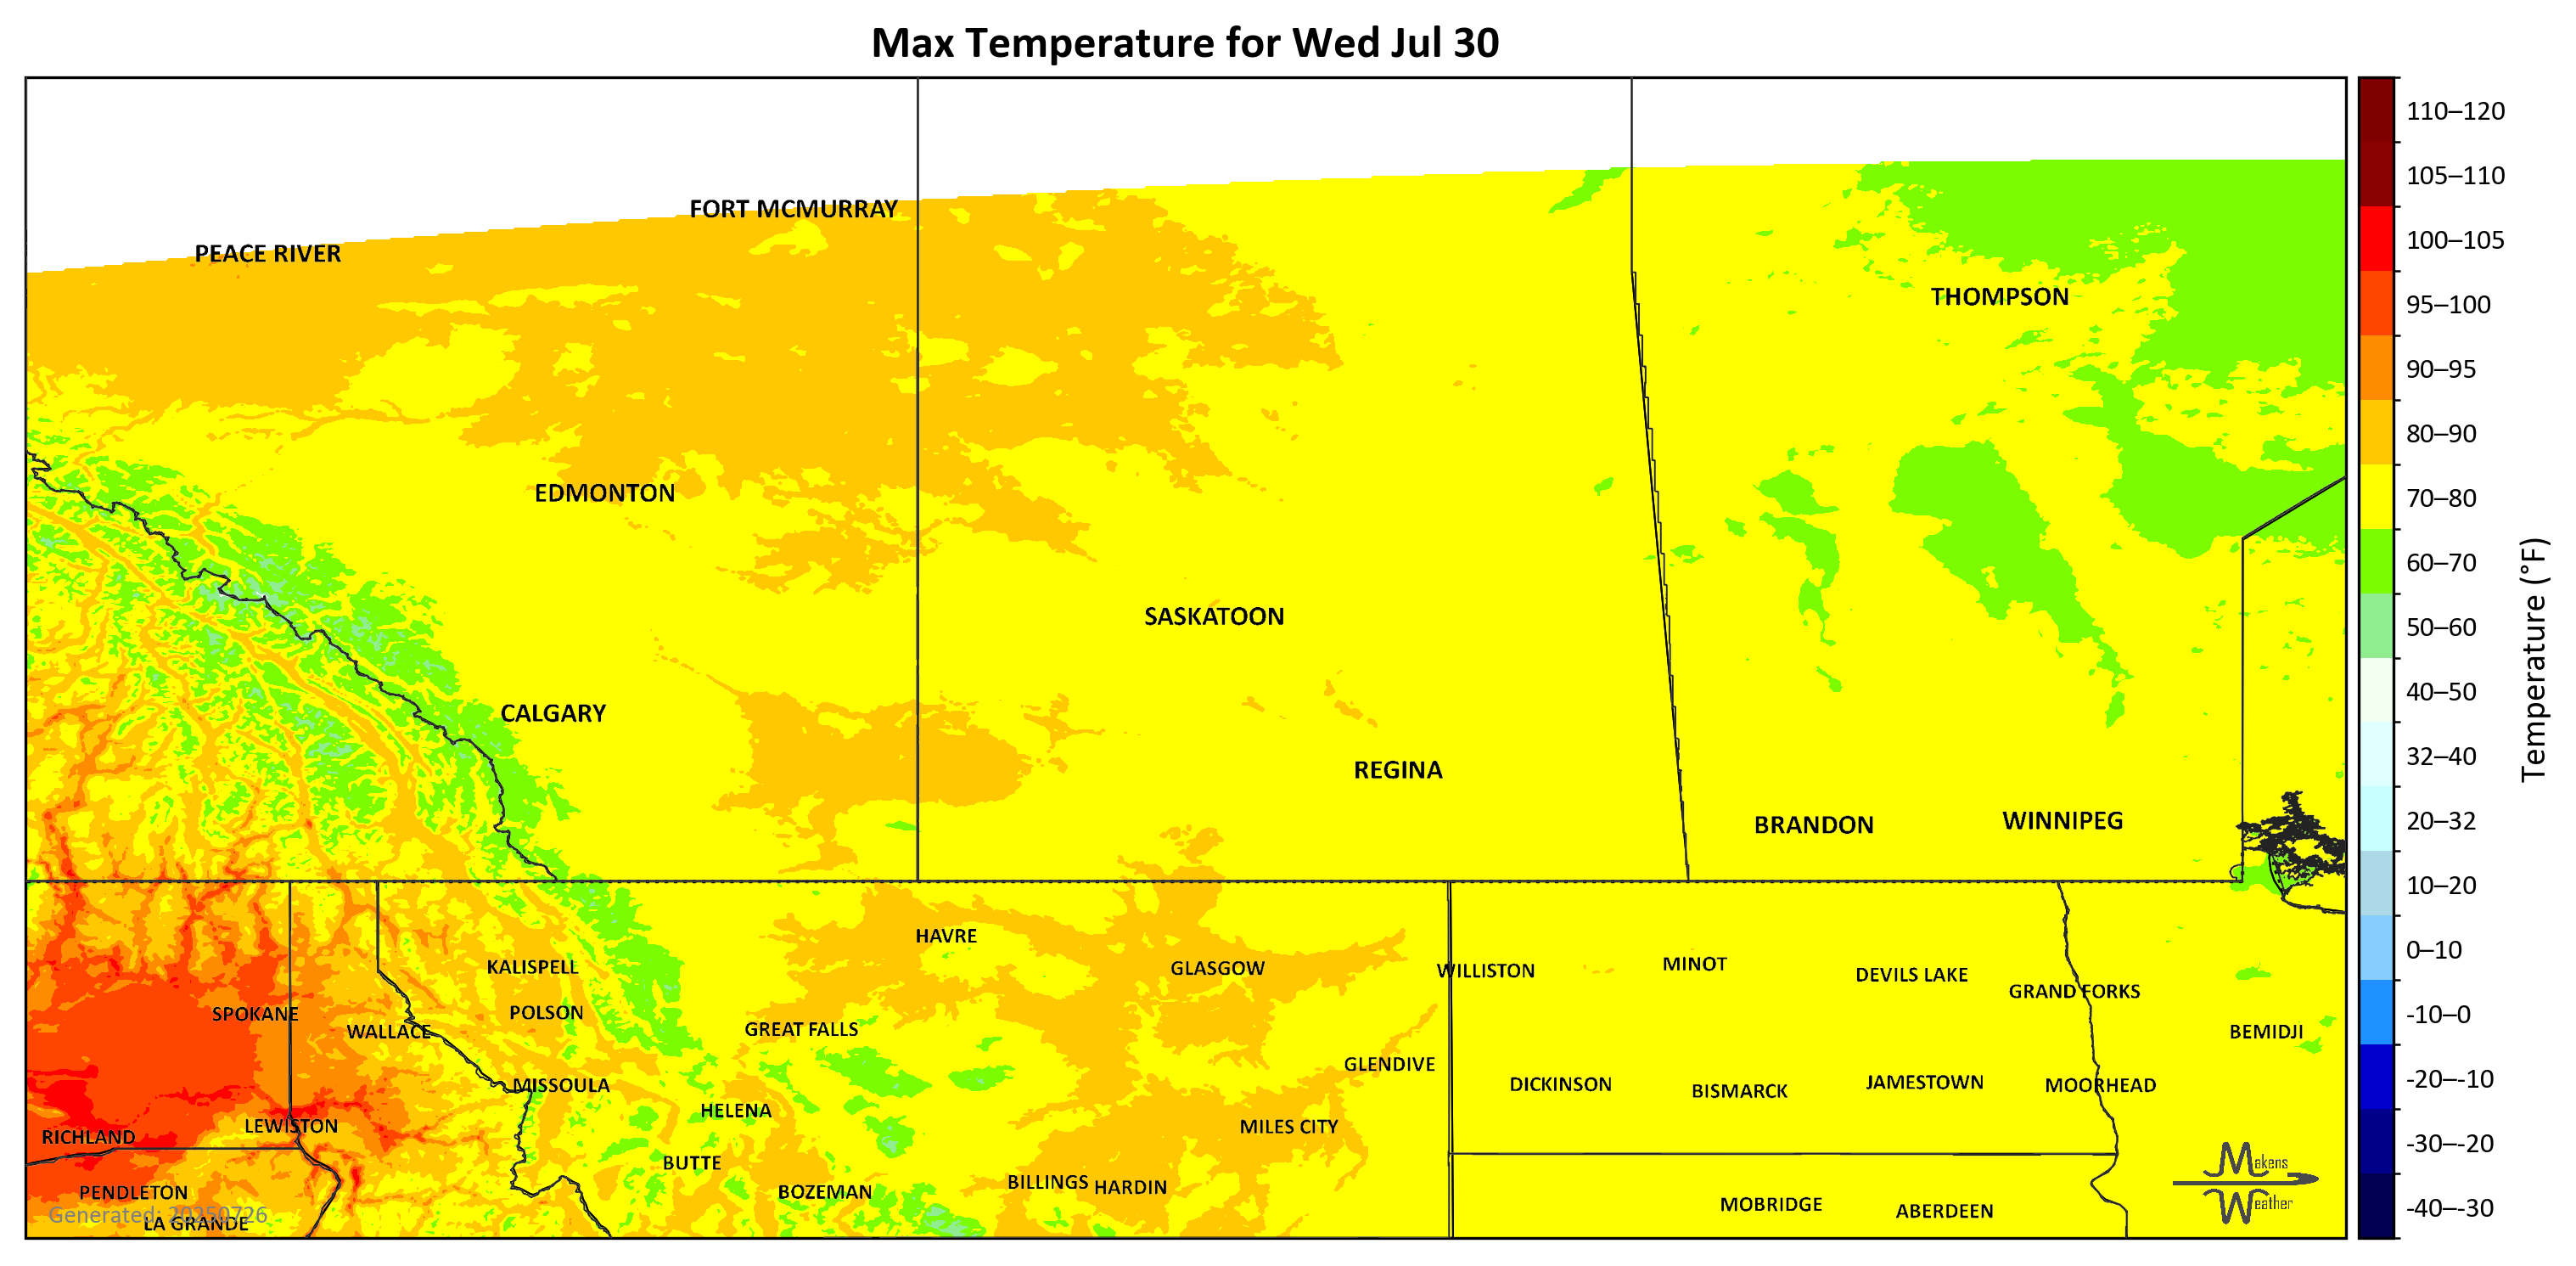 Max Temperature for Wed Jul 30
FORT MCMURRAY
PEACE RIVER
THOMPSON
EDMONTON
SASKATOON
CALGARY
REGINA
BRANDON
WINNIPEG
HAVRE
KALISPELL
GLASGOW
WILLISTON
MINOT
DEVILS LAKE
GRAND FORKS
SPOKANE
POLSON
WALLACE
GREAT FALLS
BEMIDJI
GLENDIVE
MISSOULA
DICKINSON
BISMARCK
JAMESTOWN
MOORHEAD
HELENA
LEWISTON
MILES CITY
RICHLAND
BUTTE
BILLINGS
HARDIN
PENDLETON
BOZEMAN
MOBRIDGE
ABERDEEN
Generated: 20250726
LA GRANDE
Makens
Weather
110–120
105–110
100–105
95–100
90–95
80–90
70–80
60–70
50–60
40–50
32–40
20–32
10–20
0–10
-10–0
-20–-10
-30–-20
-40–-30
Temperature (°F)